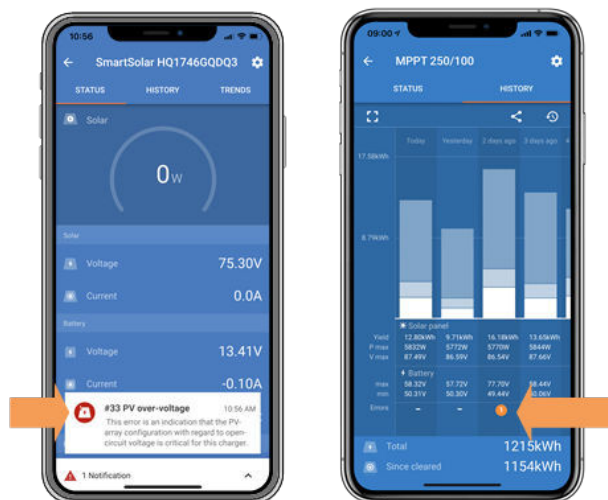 10:56
SmartSolar HQ1746GQDQ3
STATUS HISTORY TRENDS
Solar
0W
Solar
Voltage 75.30V
Current 0.0A
Battery
Voltage 13.41V
Current -0.10A
#33 PV over-voltage 10:56 AM
This error is an indication that the PV-
array configuration with regard to open-
circuit voltage is critical for this charger.
1 Notification
09:00
MPPT 250/100
STATUS HISTORY
Today Yesterday 2 days ago 3 days ago 4
17.58kWh
8.79kWh
Solar panel
Yield 12.80kWh 9.71kWh 16.18kWh 13.65kWh
P max 5832W 5772W 5770W 5844W
V max 87.49V 86.59V 86.54V 87.66V
Battery
max 58.32V 57.72V 77.70V 58.44V
min 50.31V 50.30V 49.44V 50.06V
Errors – – 1
Total 1215kWh
Since cleared 1154kWh